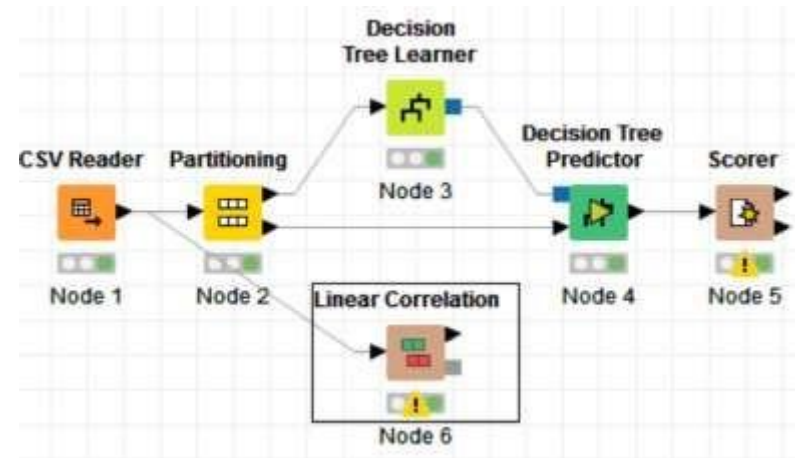 Decision
Tree Learner
Node 3
CSV Reader
Node 1
Partitioning
Node 2
Decision Tree
Predictor
Node 4
Scorer
Node 5
Linear Correlation
Node 6